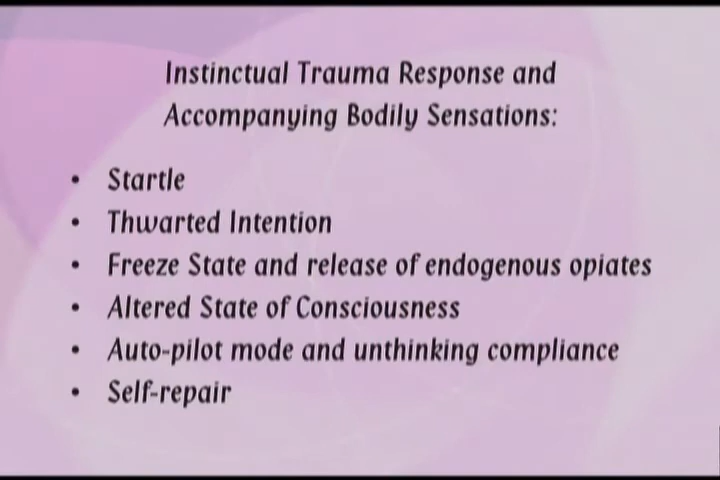 Instinctual Trauma Response and
Accompanying Bodily Sensations:
• Startle
• Thwarted Intention
• Freeze State and release of endogenous opiates
• Altered State of Consciousness
• Auto-pilot mode and unthinking compliance
• Self-repair